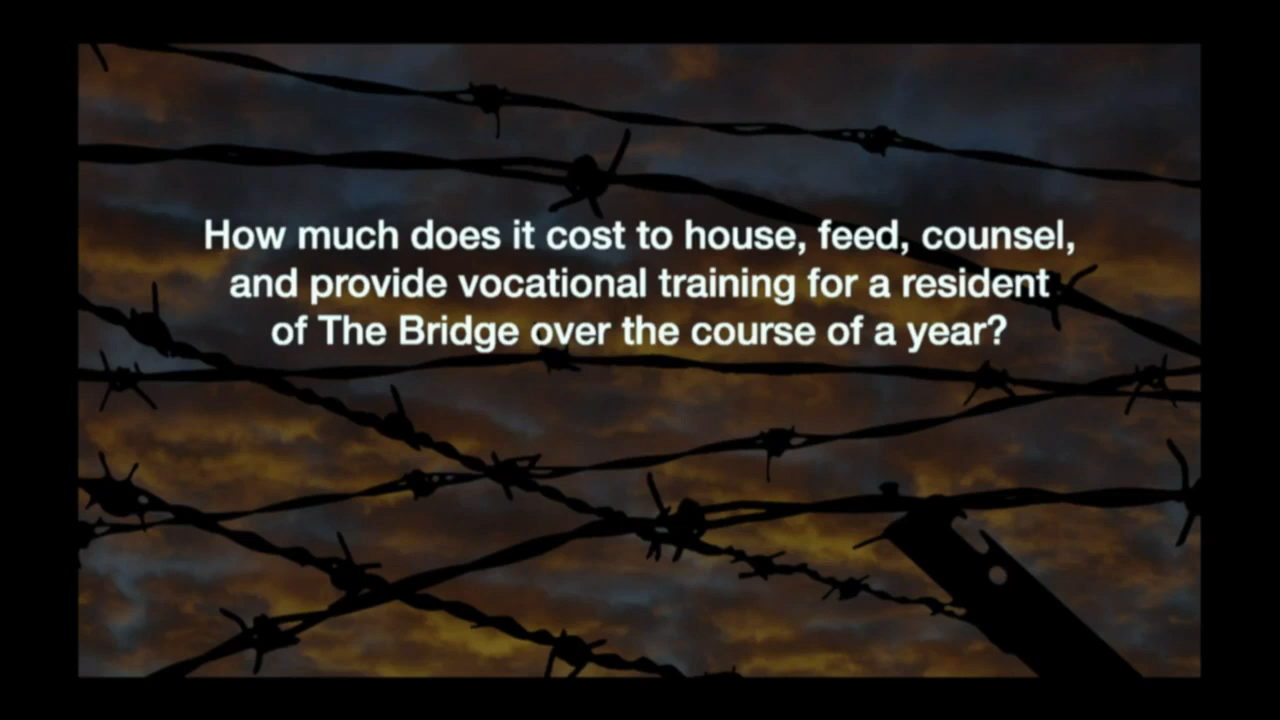 How much does it cost to house, feed, counsel,
and provide vocational training for a resident
of The Bridge over the course of a year?